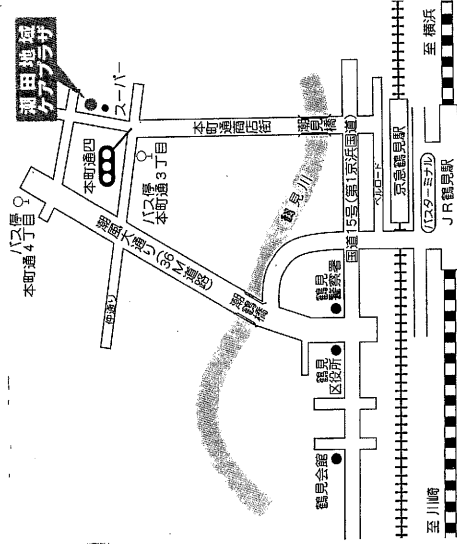 潮田地域
ケアプラザ
スーパー
本町通四
バス停
本町通4丁目
バス停
本町通3丁目
本町通商店街
潮見橋
鶴見川
潮風大通り(36M道路)
仲通り
潮鶴橋
国道15号(第1京浜国道)
ベルロード
京急鶴見駅
バスターミナル
JR鶴見駅
至 横浜
鶴見
警察署
鶴見
区役所
鶴見会館
至 川崎